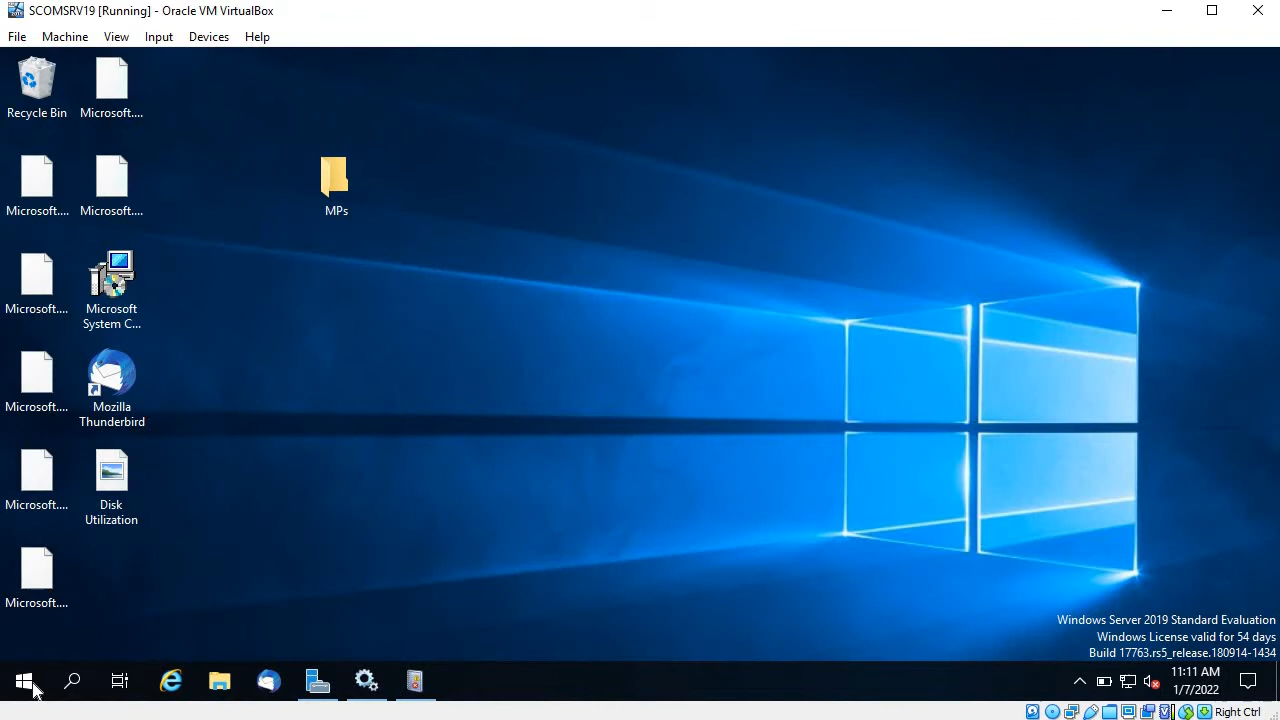 SCOMSRV19 [Running] - Oracle VM VirtualBox
File Machine View Input Devices Help
Recycle Bin
Microsoft....
Microsoft....
Microsoft....
MPs
Microsoft....
Microsoft
System C...
Microsoft....
Mozilla
Thunderbird
Microsoft....
Disk
Utilization
Microsoft....
Windows Server 2019 Standard Evaluation
Windows License valid for 54 days
Build 17763.rs5_release.180914-1434
11:11 AM
1/7/2022
Right Ctrl